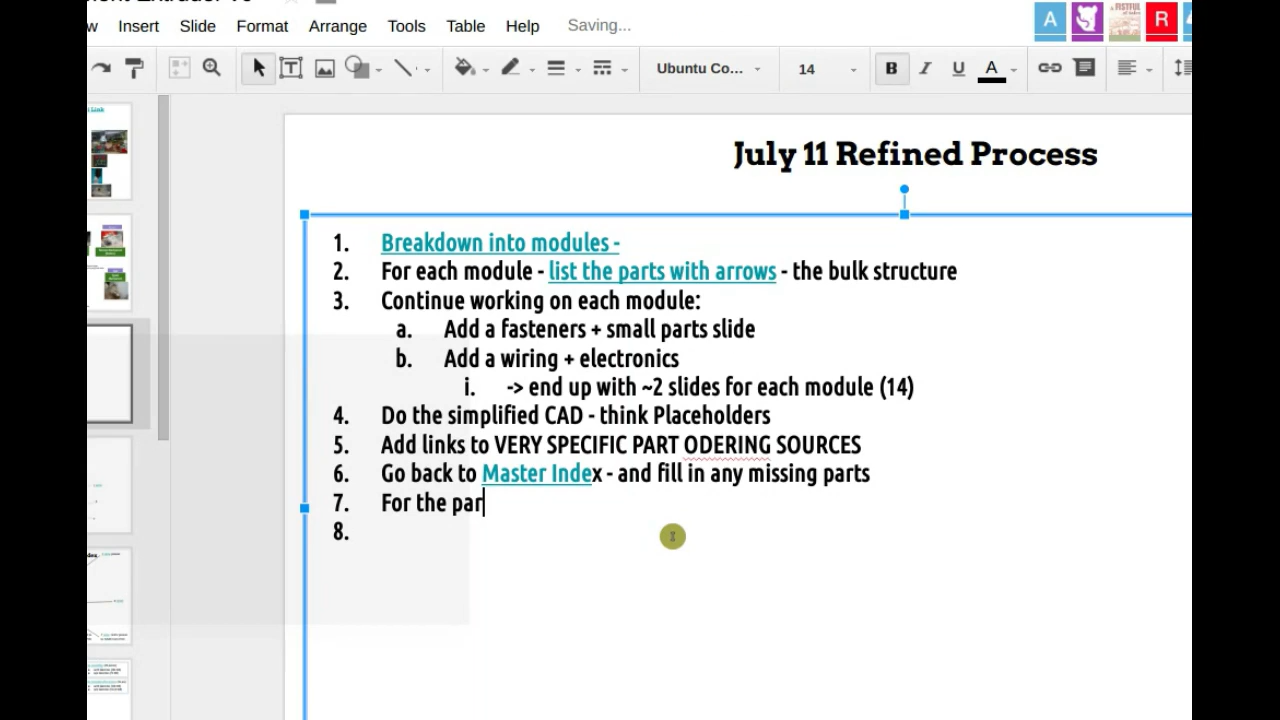 w Insert Slide Format Arrange Tools Table Help Saving...
A R
Ubuntu Co... 14 B I U A
July 11 Refined Process
1. Breakdown into modules -
2. For each module - list the parts with arrows - the bulk structure
3. Continue working on each module:
a. Add a fasteners + small parts slide
b. Add a wiring + electronics
i. -> end up with ~2 slides for each module (14)
4. Do the simplified CAD - think Placeholders
5. Add links to VERY SPECIFIC PART ODERING SOURCES
6. Go back to Master Index - and fill in any missing parts
7. For the par
8.